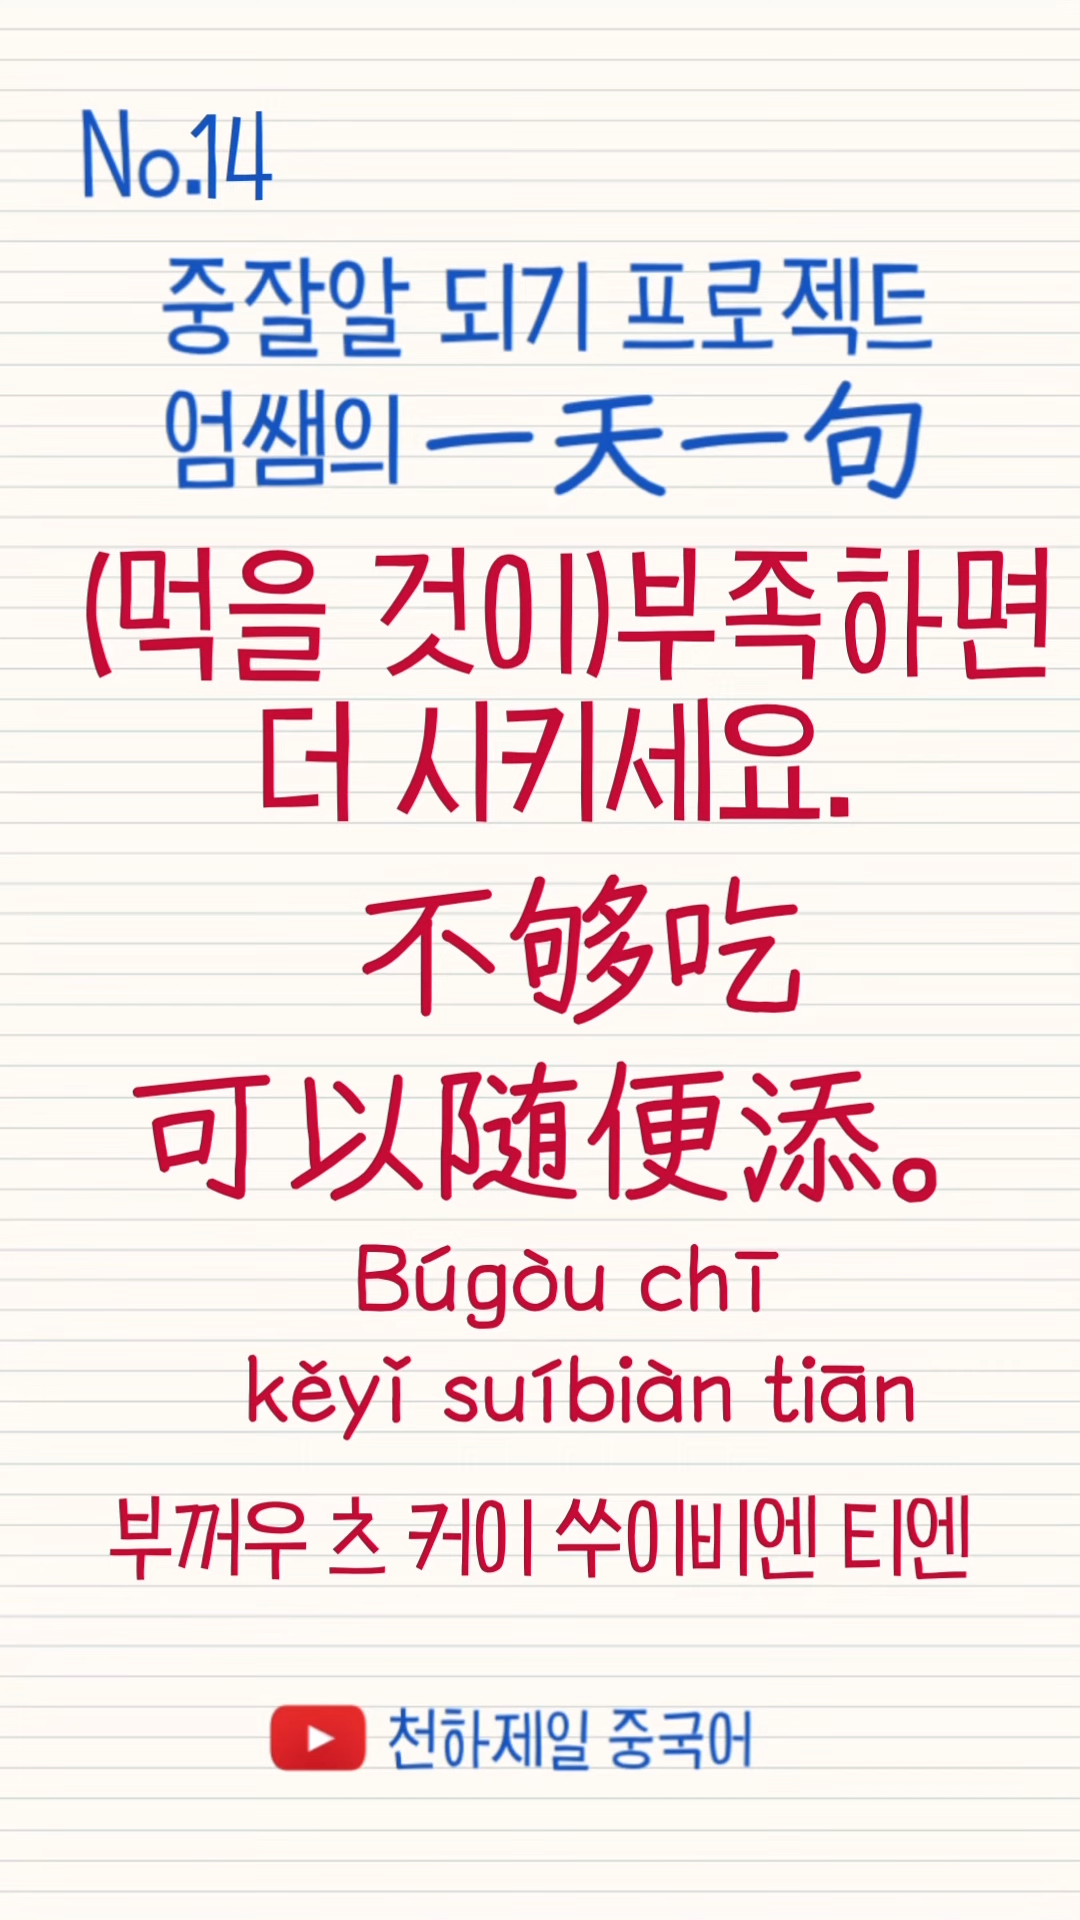 No.14
중잘알 되기 프로젝트
엄쌤의 一天一句
(먹을 것이)부족하면
더 시키세요.
不够吃
可以随便添。
Búgòu chī
kěyǐ suíbiàn tiān
부꺼우 츠 커이 쑤이비엔 티엔
천하제일 중국어